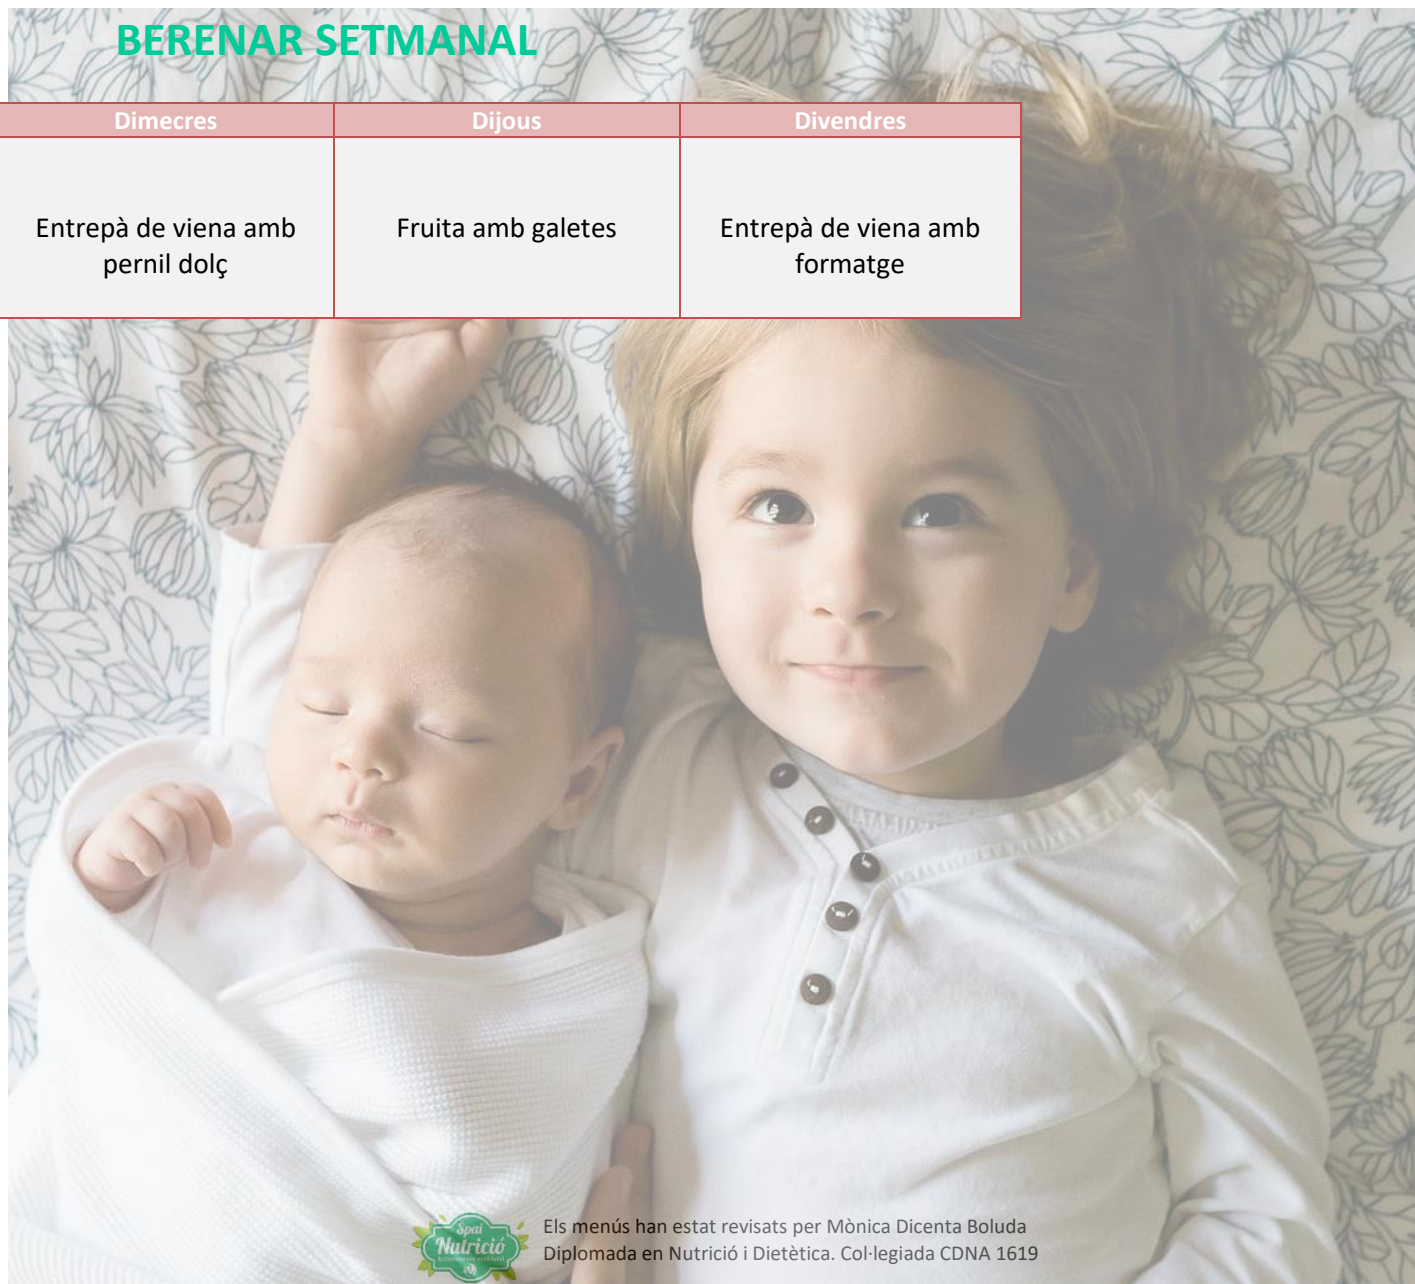 BERENAR SETMANAL
Dimecres Dijous Divendres
Entrepà de viena amb
pernil dolç
Fruita amb galetes
Entrepà de viena amb
formatge
Spai
Nutrició
Els menús han estat revisats per Mònica Dicenta Boluda
Diplomada en Nutrició i Dietètica. Col·legiada CDNA 1619